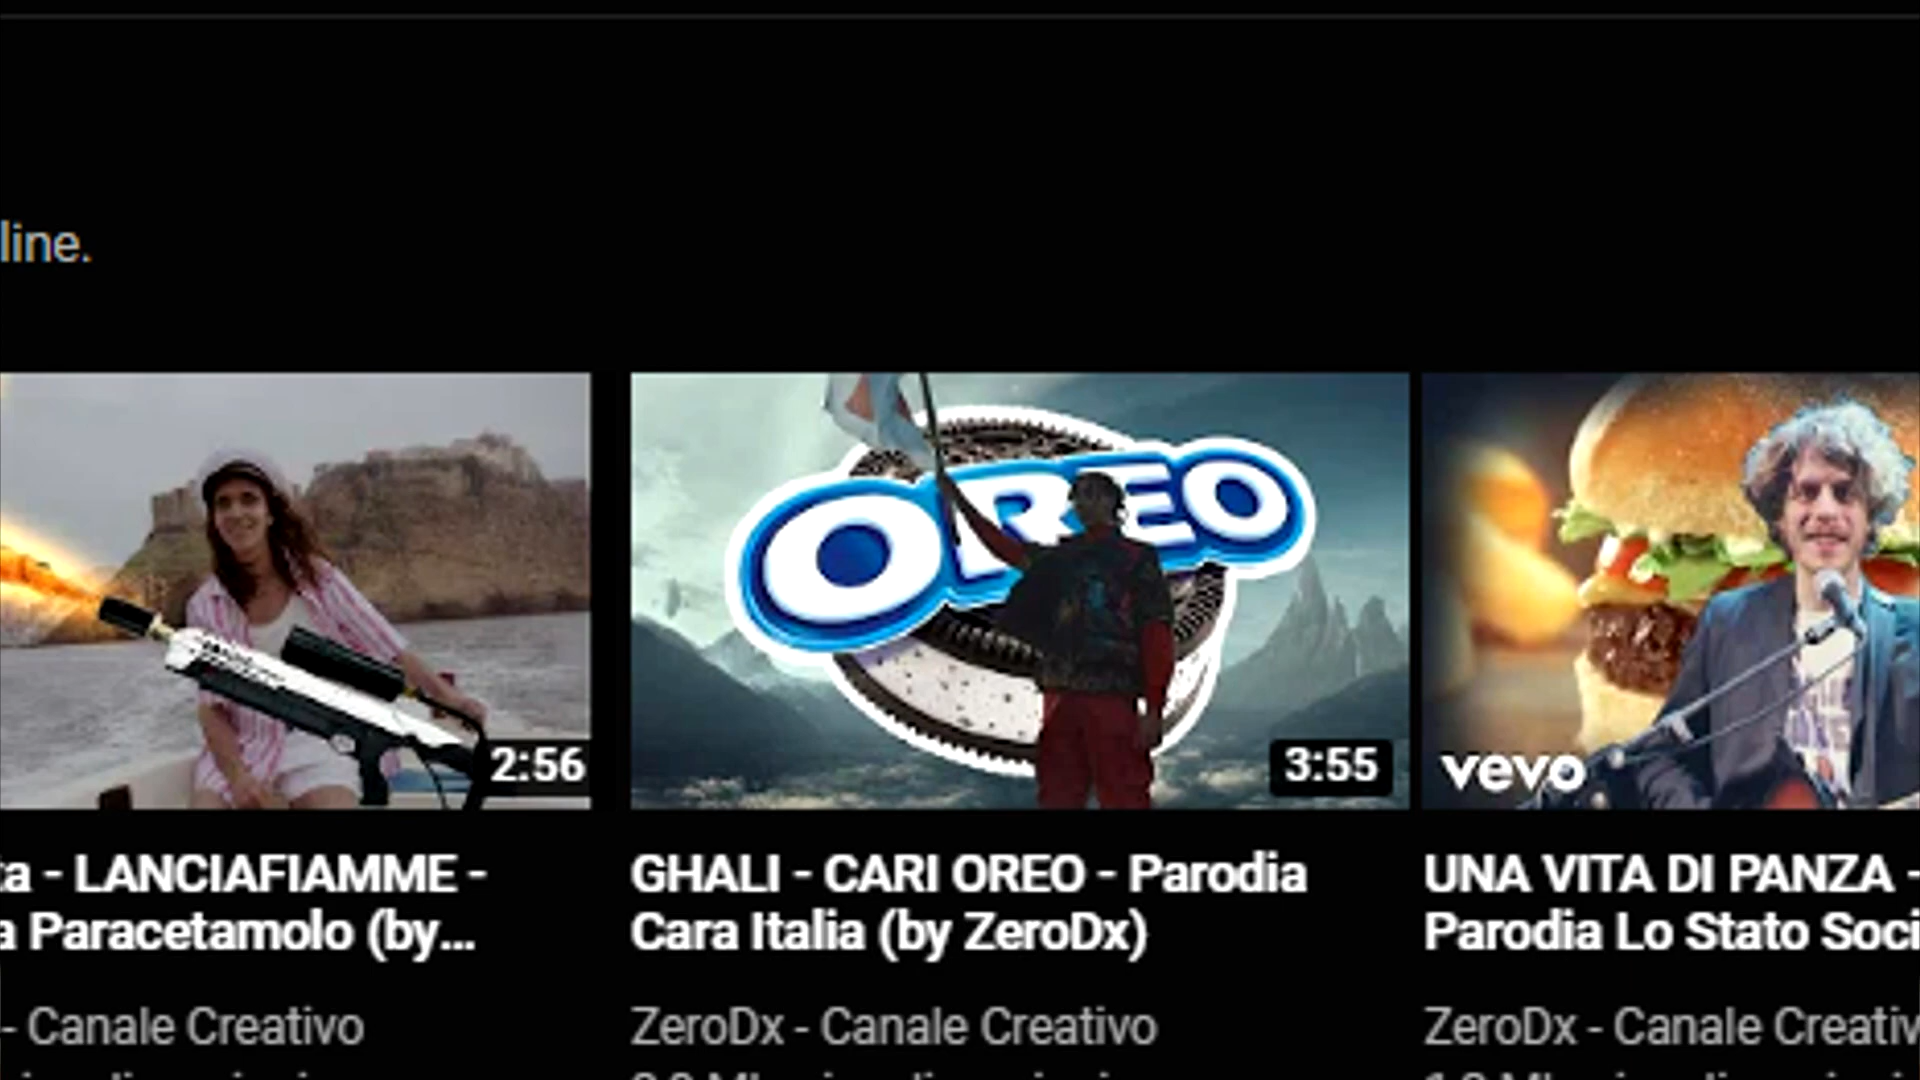 line.
OREO
2:56
3:55
vevo
ta - LANCIAFIAMME -
a Paracetamolo (by...
GHALI - CARI OREO - Parodia
Cara Italia (by ZeroDx)
UNA VITA DI PANZA -
Parodia Lo Stato Soci
- Canale Creativo
ZeroDx - Canale Creativo
ZeroDx - Canale Creativ